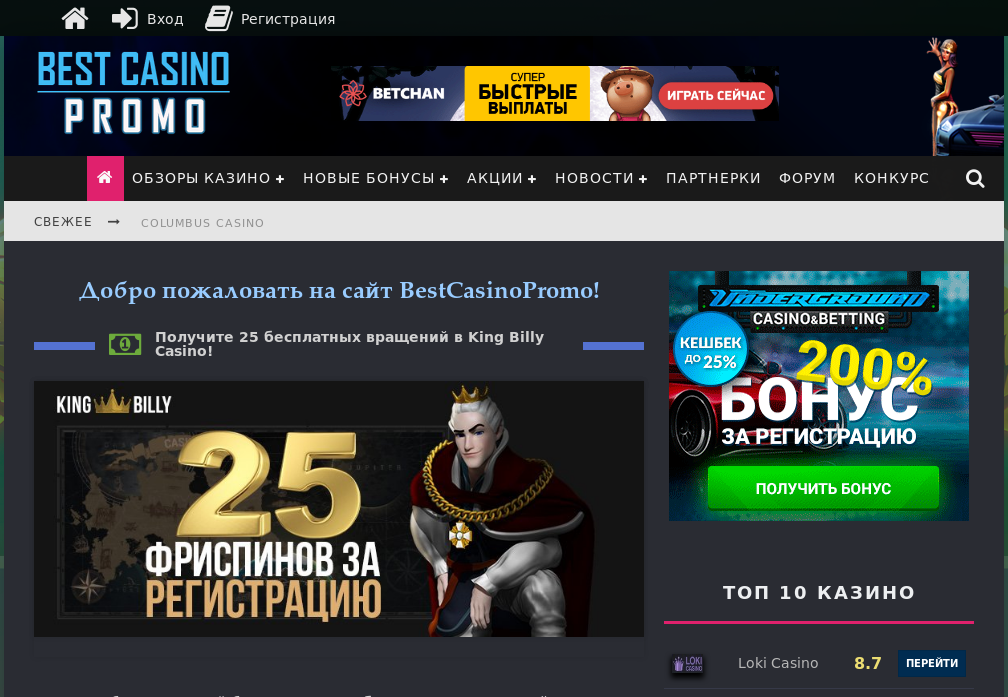 Вход
Регистрация
BEST CASINO
PROMO
BETCHAN
СУПЕР
БЫСТРЫЕ
ВЫПЛАТЫ
ИГРАТЬ СЕЙЧАС
ОБЗОРЫ КАЗИНО
НОВЫЕ БОНУСЫ
АКЦИИ
НОВОСТИ
ПАРТНЕРКИ
ФОРУМ
КОНКУРС
СВЕЖЕЕ
COLUMBUS CASINO
Добро пожаловать на сайт BestCasinoPromo!
Получите 25 бесплатных вращений в King Billy
Casino!
KING BILLY
25
ФРИСПИНОВ ЗА
РЕГИСТРАЦИЮ
UNDERGROUND
CASINO&BETTING
КЕШБЕК
ДО 25%
200%
БОНУС
ЗА РЕГИСТРАЦИЮ
ПОЛУЧИТЬ БОНУС
ТОП 10 КАЗИНО
LOKI
CASINO
Loki Casino
8.7
ПЕРЕЙТИ